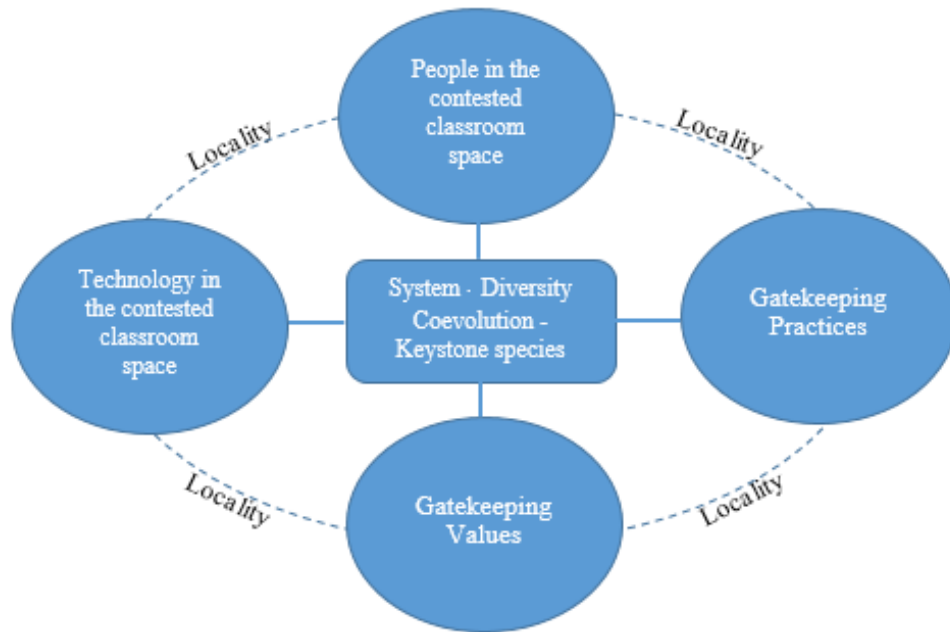 People in the
contested
classroom
space
Locality
Locality
Technology in
the contested
classroom
space
System · Diversity
Coevolution -
Keystone species
Gatekeeping
Practices
Locality
Gatekeeping
Values
Locality